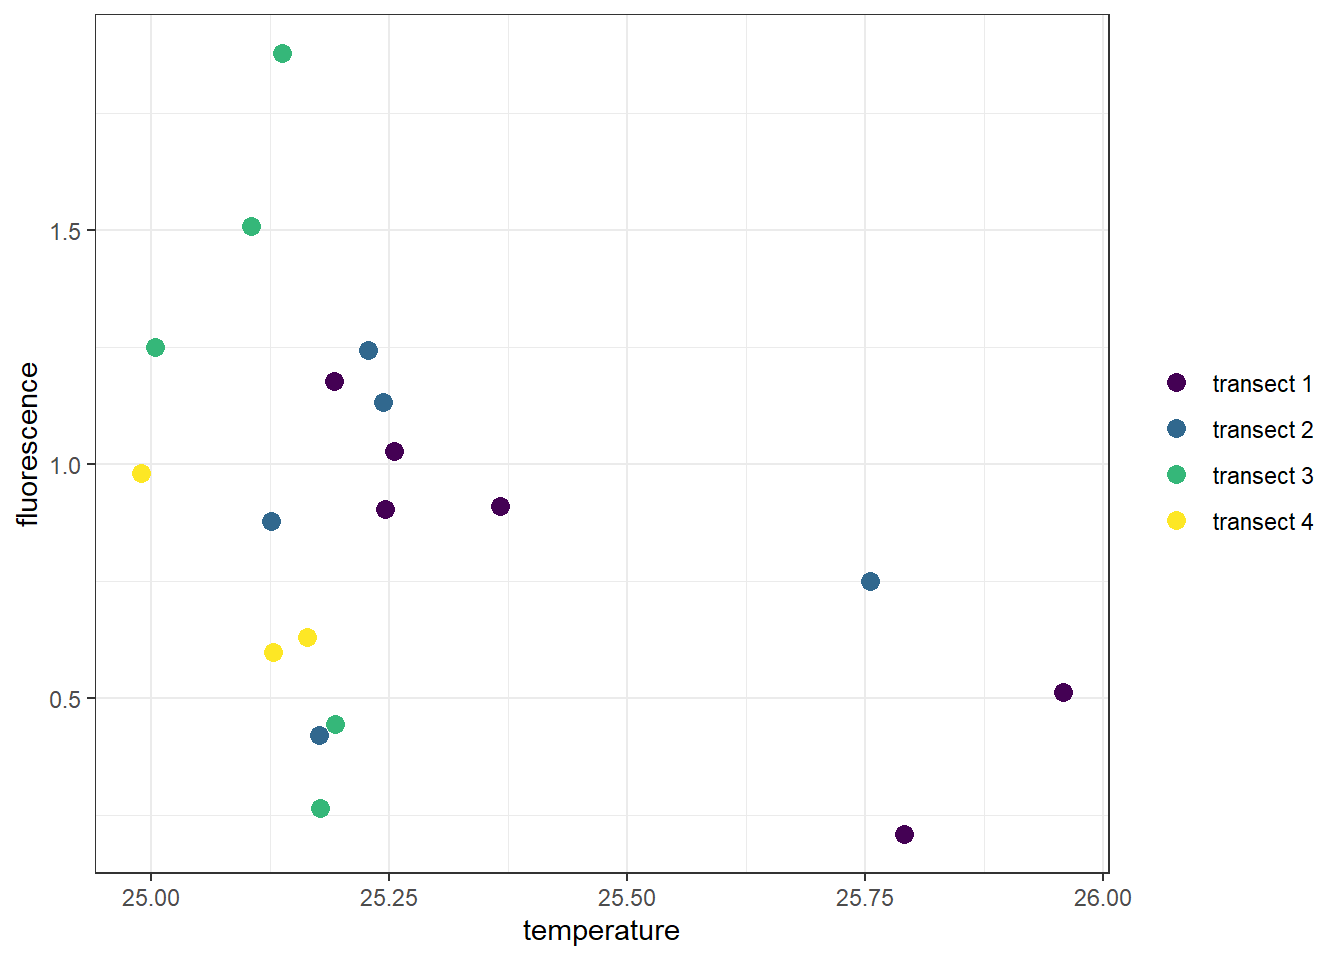 fluorescence
1.5
1.0
0.5
25.00 25.25 25.50 25.75 26.00
temperature
transect 1
transect 2
transect 3
transect 4